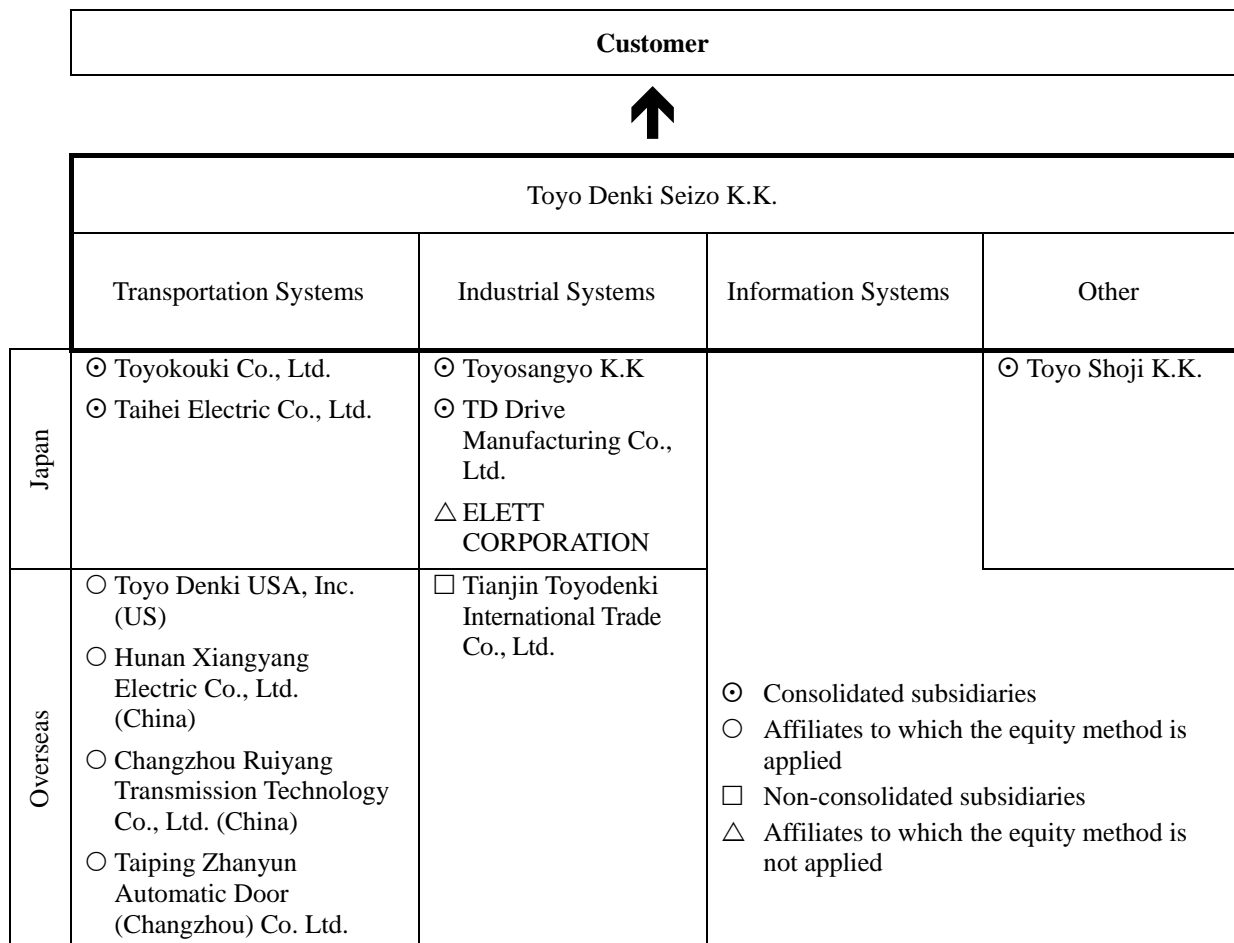 Customer
Toyo Denki Seizo K.K.
Transportation Systems
Industrial Systems
Information Systems
Other
Japan
⊙ Toyokouki Co., Ltd.
⊙ Taihei Electric Co., Ltd.
⊙ Toyosangyo K.K
⊙ TD Drive
Manufacturing Co.,
Ltd.
△ ELETT
CORPORATION
⊙ Toyo Shoji K.K.
Overseas
○ Toyo Denki USA, Inc.
(US)
○ Hunan Xiangyang
Electric Co., Ltd.
(China)
○ Changzhou Ruiyang
Transmission Technology
Co., Ltd. (China)
○ Taiping Zhanyun
Automatic Door
(Changzhou) Co. Ltd.
□ Tianjin Toyodenki
International Trade
Co., Ltd.
⊙ Consolidated subsidiaries
○ Affiliates to which the equity method is
applied
□ Non-consolidated subsidiaries
△ Affiliates to which the equity method is
not applied